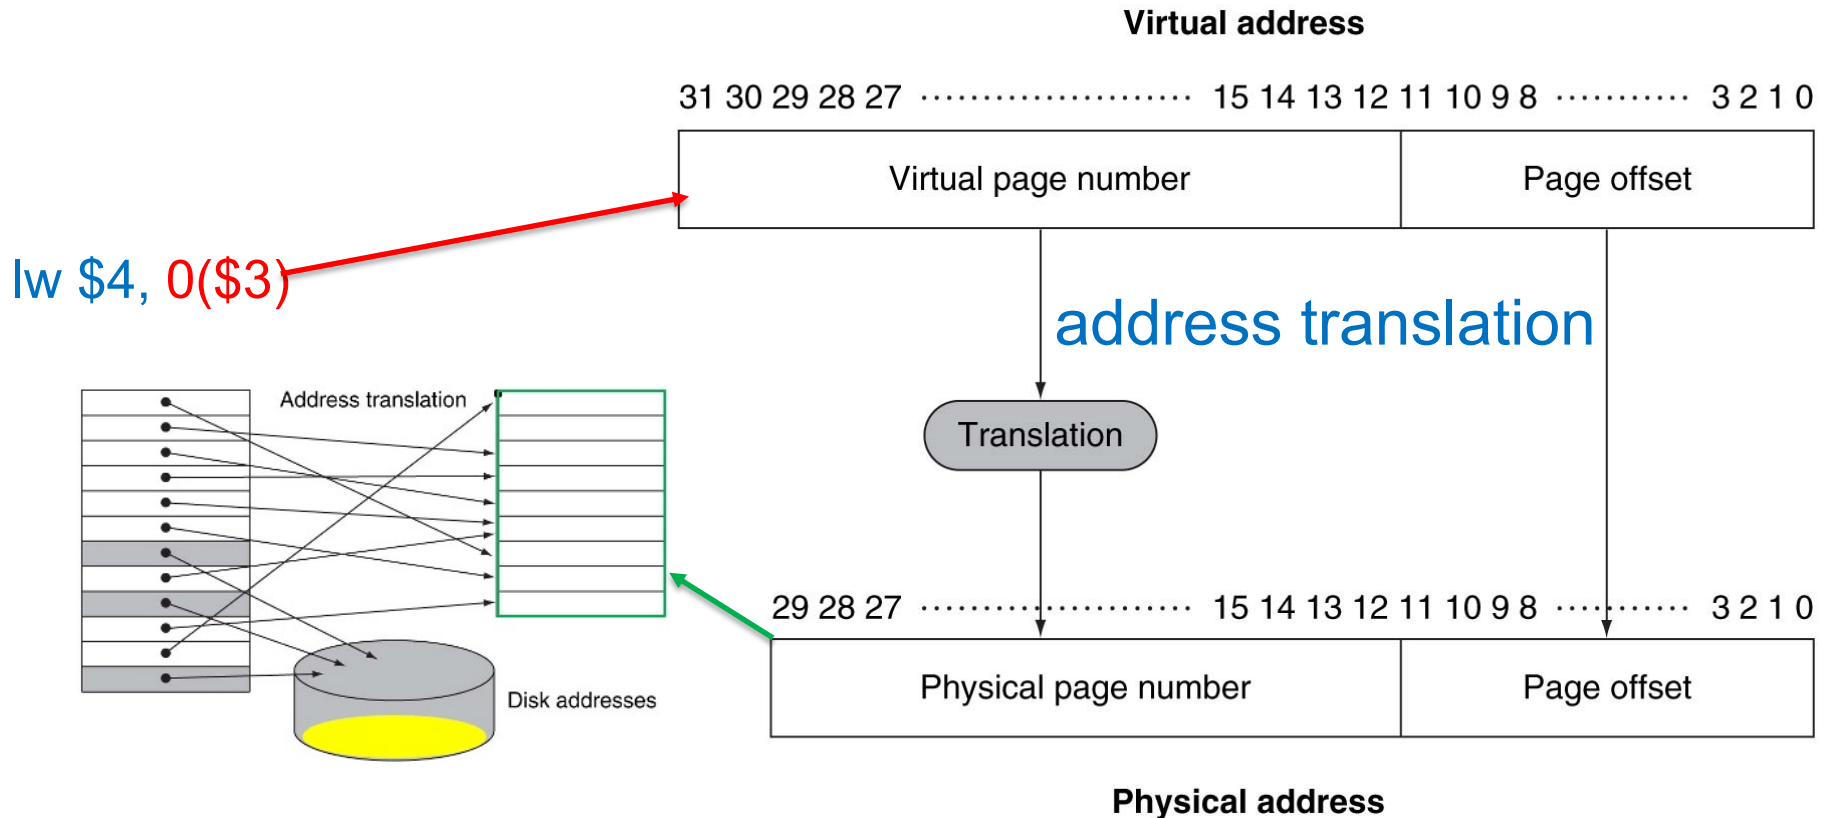 Virtual address
31 30 29 28 27 ······················ 15 14 13 12 11 10 9 8 ··········· 3 2 1 0
Virtual page number Page offset
lw $4, 0($3)
address translation
Address translation
Translation
29 28 27 ······················ 15 14 13 12 11 10 9 8 ··········· 3 2 1 0
Physical page number Page offset
Disk addresses
Physical address